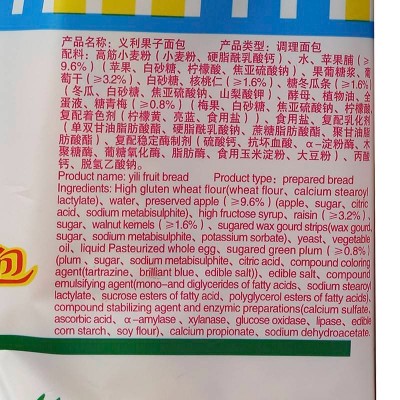 产品名称：义利果子面包　产品类型：调理面包
配料：高筋小麦粉（小麦粉、硬脂酰乳酸钙）、水、苹果脯（≥
9.6%）（苹果、白砂糖、柠檬酸、焦亚硫酸钠）、果葡糖浆、葡
萄干（≥3.2%）、白砂糖、核桃仁（≥1.6%）、糖冬瓜条（≥1.6%）
（冬瓜、白砂糖、焦亚硫酸钠、山梨酸钾）、酵母、植物油、全
蛋液、糖青梅（≥0.8%）（梅果、白砂糖、焦亚硫酸钠、柠檬酸、
复配着色剂（柠檬黄、亮蓝、食用盐））、食用盐、复配乳化剂
（单双甘油脂肪酸酯、硬脂酰乳酸钠、蔗糖脂肪酸酯、聚甘油脂
肪酸酯）、复配稳定酶制剂（硫酸钙、抗坏血酸、α-淀粉酶、木
聚糖酶、葡糖氧化酶、脂肪酶、食用玉米淀粉、大豆粉）、丙酸
钙、脱氢乙酸钠。
Product name: yili fruit bread Product type: prepared bread
Ingredients: High gluten wheat flour(wheat flour, calcium stearoyl
lactylate), water, preserved apple (≥9.6%) (apple, sugar, citric
acid, sodium metabisulphite), high fructose syrup, raisin (≥3.2%) ,
sugar, walnut kernels (≥1.6%) , sugared wax gourd strips(wax gourd,
sugar, sodium metabisulphite, potassium sorbate), yeast, vegetable
oil, liquid Pasteurized whole egg, sugared green plum (≥0.8%)
(plum, sugar, sodium metabisulphite, citric acid, compound coloring
agent(tartrazine, brilliant blue, edible salt)), edible salt, compound
emulsifying agent(mono-and diglycerides of fatty acids, sodium stearoyl
lactylate, sucrose esters of fatty acids, polyglycerol esters of fatty acids),
compound stabilizing agent and enzyme preparations(calcium sulfate,
ascorbic acid, α-amylase , xylanase, glucose oxidase, lipase, edible
corn starch, soy flour), calcium propionate, sodium dehydroacetate.
包